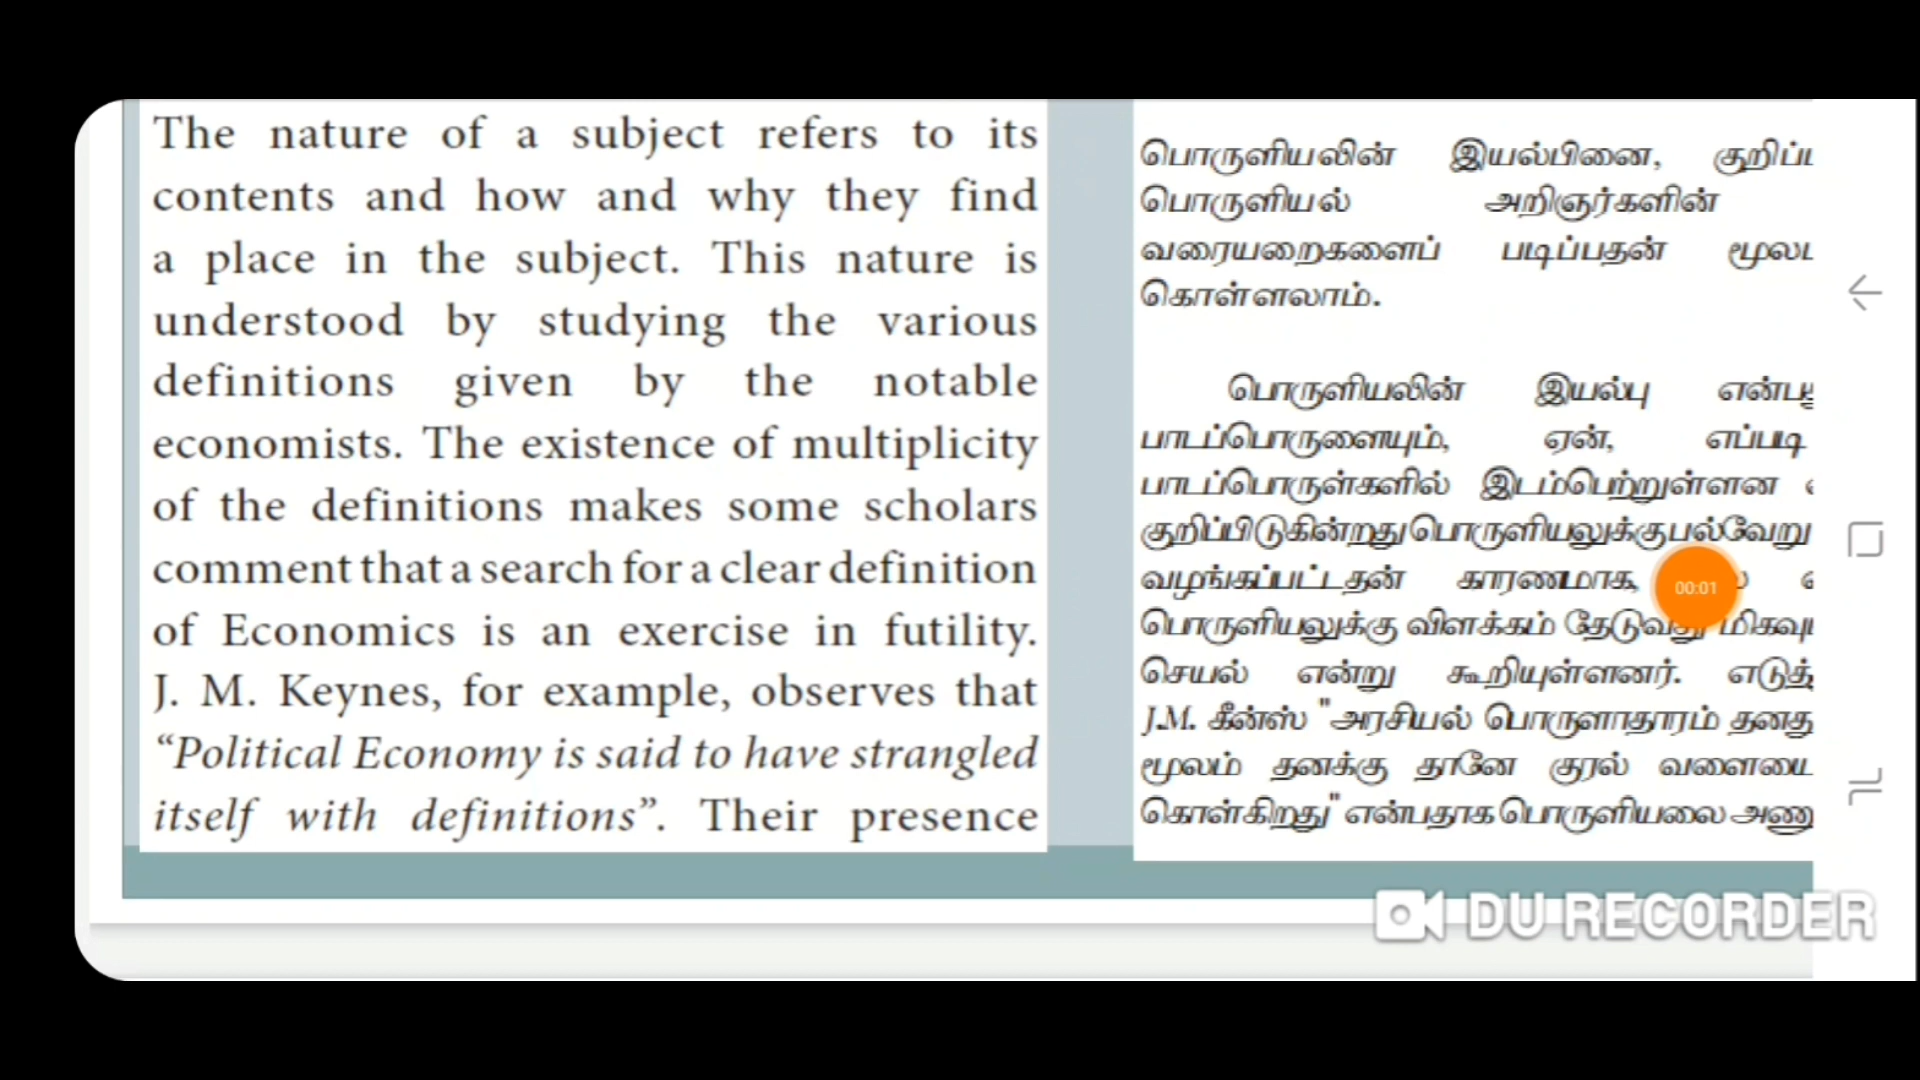 The nature of a subject refers to its
contents and how and why they find
a place in the subject. This nature is
understood by studying the various
definitions given by the notable
economists. The existence of multiplicity
of the definitions makes some scholars
comment that a search for a clear definition
of Economics is an exercise in futility.
J. M. Keynes, for example, observes that
“Political Economy is said to have strangled
itself with definitions”. Their presence
பொருளியலின் இயல்பினை,
பொருளியல் அறிஞர்களின்
வரையறைகளைப் படிப்பதன்
கொள்ளலாம்.
பொருளியலின் இயல்பு
பாடப்பொருளையும், ஏன், எப்படி
பாடப்பொருள்களில் இடம்பெற்றுள்ளன
குறிப்பிடுகின்றது பொருளியலுக்கு பல்வேறு
வழங்கப்பட்டதன் காரணமாக,
பொருளியலுக்கு விளக்கம் தேடுவது
செயல் என்று கூறியுள்ளனர்.
J.M. கீன்ஸ் "அரசியல் பொருளாதாரம் தனது
மூலம் தனக்கு தானே குரல்
கொள்கிறது" என்பதாக பொருளியலை
00:01
DU RECORDER